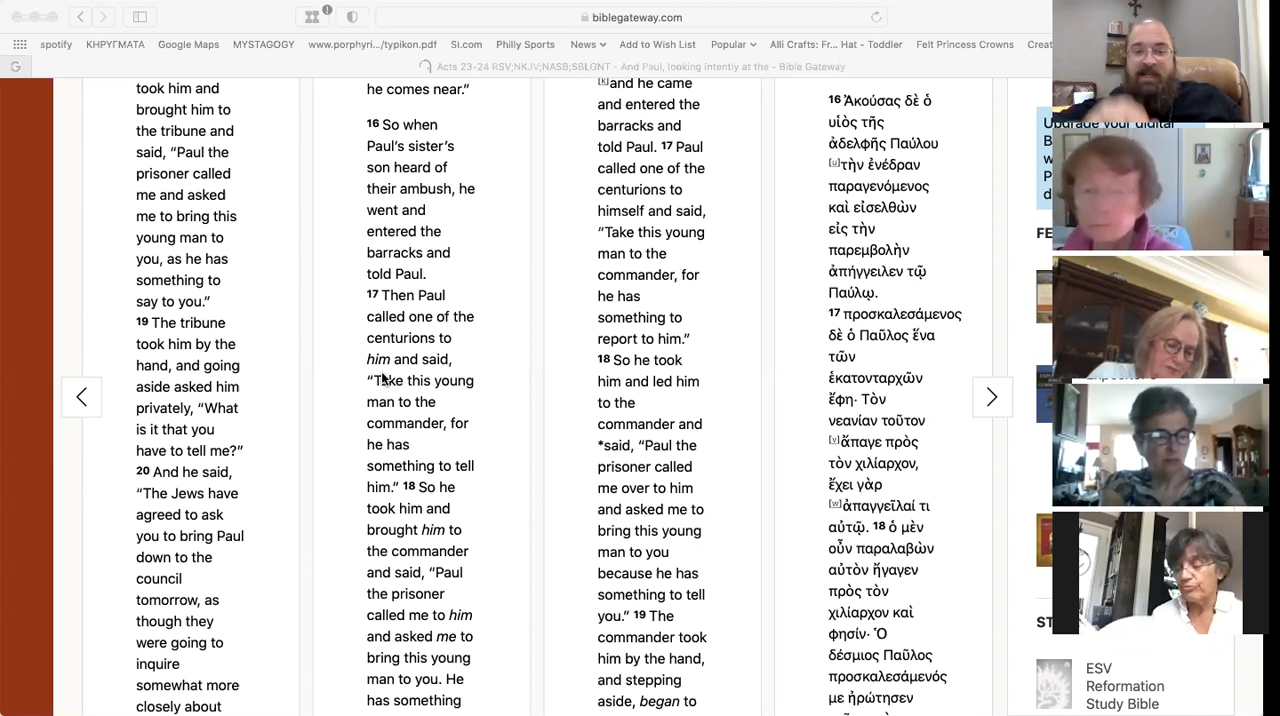 biblegateway.com
spotify
ΚΗΡΥΓΜΑΤΑ
Google Maps
MYSTAGOGY
www.porphyri.../typikon.pdf
Si.com
Philly Sports
News
Add to Wish List
Popular
Alli Crafts: Fr... Hat - Toddler
Felt Princess Crowns
Creat
G
Acts 23-24 RSV;NKJV;NASB;SBLGNT - And Paul, looking intently at the - Bible Gateway
took him and
brought him to
the tribune and
said, “Paul the
prisoner called
me and asked
me to bring this
young man to
you, as he has
something to
say to you.”
19 The tribune
took him by the
hand, and going
aside asked him
privately, “What
is it that you
have to tell me?”
20 And he said,
“The Jews have
agreed to ask
you to bring Paul
down to the
council
tomorrow, as
though they
were going to
inquire
somewhat more
closely about
he comes near.”
16 So when
Paul’s sister’s
son heard of
their ambush, he
went and
entered the
barracks and
told Paul.
17 Then Paul
called one of the
centurions to
him and said,
“Take this young
man to the
commander, for
he has
something to tell
him.” 18 So he
took him and
brought him to
the commander
and said, “Paul
the prisoner
called me to him
and asked me to
bring this young
man to you. He
has something
and he came
and entered the
barracks and
told Paul. 17 Paul
called one of the
centurions to
himself and said,
“Take this young
man to the
commander, for
he has
something to
report to him.”
18 So he took
him and led him
to the
commander and
*said, “Paul the
prisoner called
me over to him
and asked me to
bring this young
man to you
because he has
something to tell
you.” 19 The
commander took
him by the hand,
and stepping
aside, began to
16 Ἀκούσας δὲ ὁ
υἱὸς τῆς
ἀδελφῆς Παύλου
[u]τὴν ἐνέδραν
παραγενόμενος
καὶ εἰσελθὼν
εἰς τὴν
παρεμβολὴν
ἀπήγγειλεν τῷ
Παύλῳ.
17 προσκαλεσάμενος
δὲ ὁ Παῦλος ἕνα
τῶν
ἑκατονταρχῶν
ἔφη· Τὸν
νεανίαν τοῦτον
[v]ἄπαγε πρὸς
τὸν χιλίαρχον,
ἔχει γὰρ
[w]ἀπαγγεῖλαί τι
αὐτῷ. 18 ὁ μὲν
οὖν παραλαβὼν
αὐτὸν ἤγαγεν
πρὸς τὸν
χιλίαρχον καὶ
φησίν· Ὁ
δέσμιος Παῦλος
προσκαλεσάμενός
με ἠρώτησεν
Upgrade your digital
B
w
P
d
FE
ST
ESV
Reformation
Study Bible